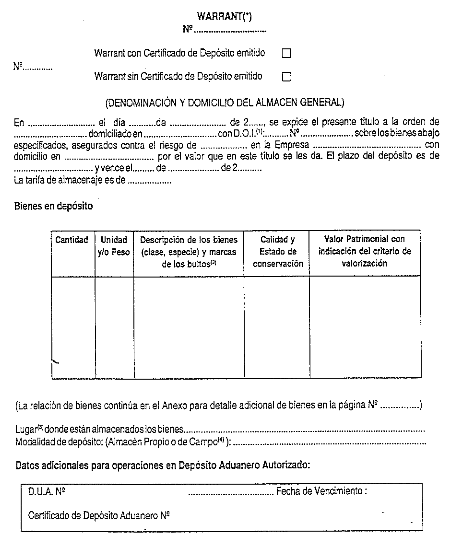 WARRANT(*)
Nº........................
Warrant con Certificado de Depósito emitido ☐
Nº............
Warrant sin Certificado de Depósito emitido ☐
(DENOMINACIÓN Y DOMICILIO DEL ALMACEN GENERAL)
En ........................ el día .........de ............... de 2......, se expice el presente título a la orden de
........................ domiciliado en ........................ con D.O.I.(1):........ Nº ................ sobre los bienes abajo
especificados, asegurados contra el riesgo de ................ en la Empresa ........................ con
domicilio en ........................ por el valor que en este título se les da. El plazo del depósito es de
........................ y vence el........ de ............... de 2..........
La tarifa de almacenaje es de ...............
Bienes en depósito
Cantidad
Unidad y/o Peso
Descripción de los bienes (clase, especie) y marcas de los bultos(2)
Calidad y Estado de conservación
Valor Patrimonial con indicación del criterio de valorización
(La relación de bienes continúa en el Anexo para detalle adicional de bienes en la página Nº ..............)
Lugar(3) donde están almacenados los bienes........................
Modalidad de depósito: (Almacén Propio o de Campo(4) ): ........................
Datos adicionales para operaciones en Depósito Aduanero Autorizado:
D.U.A. Nº ........................ Fecha de Vencimiento :
Certificado de Depósito Aduanero Nº